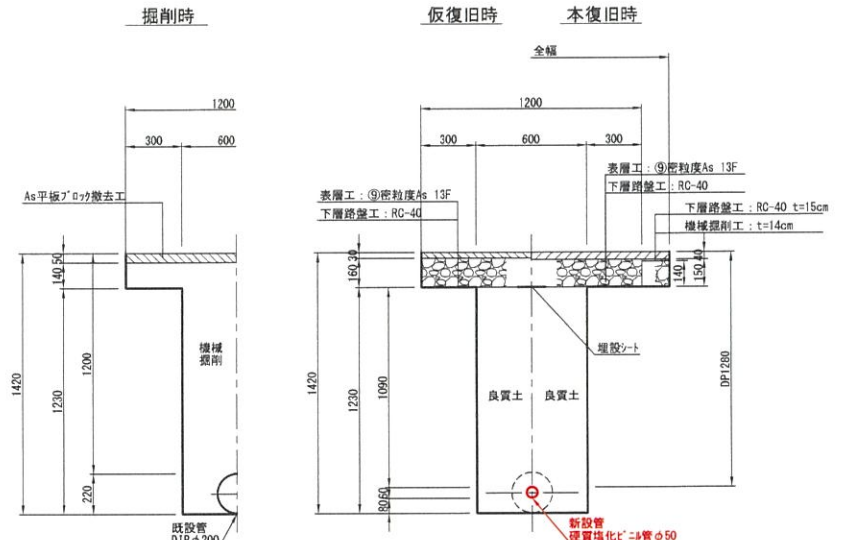 掘削時
仮復旧時
本復旧時
全幅
1200
1200
300
600
300
600
300
表層工：⑨密粒度As 13F
下層路盤工：RC-40
As平板ブロック撤去工
表層工：⑨密粒度As 13F
下層路盤工：RC-40
下層路盤工：RC-40 t=15cm
機械掘削工：t=14cm
50
140
30
160
40
140
150
機械
掘削
1200
1420
1230
220
埋設シート
1420
1230
1090
良質土
良質土
DP1280
60
80
既設管
DIPφ200
新設管
硬質塩化ビニル管φ50